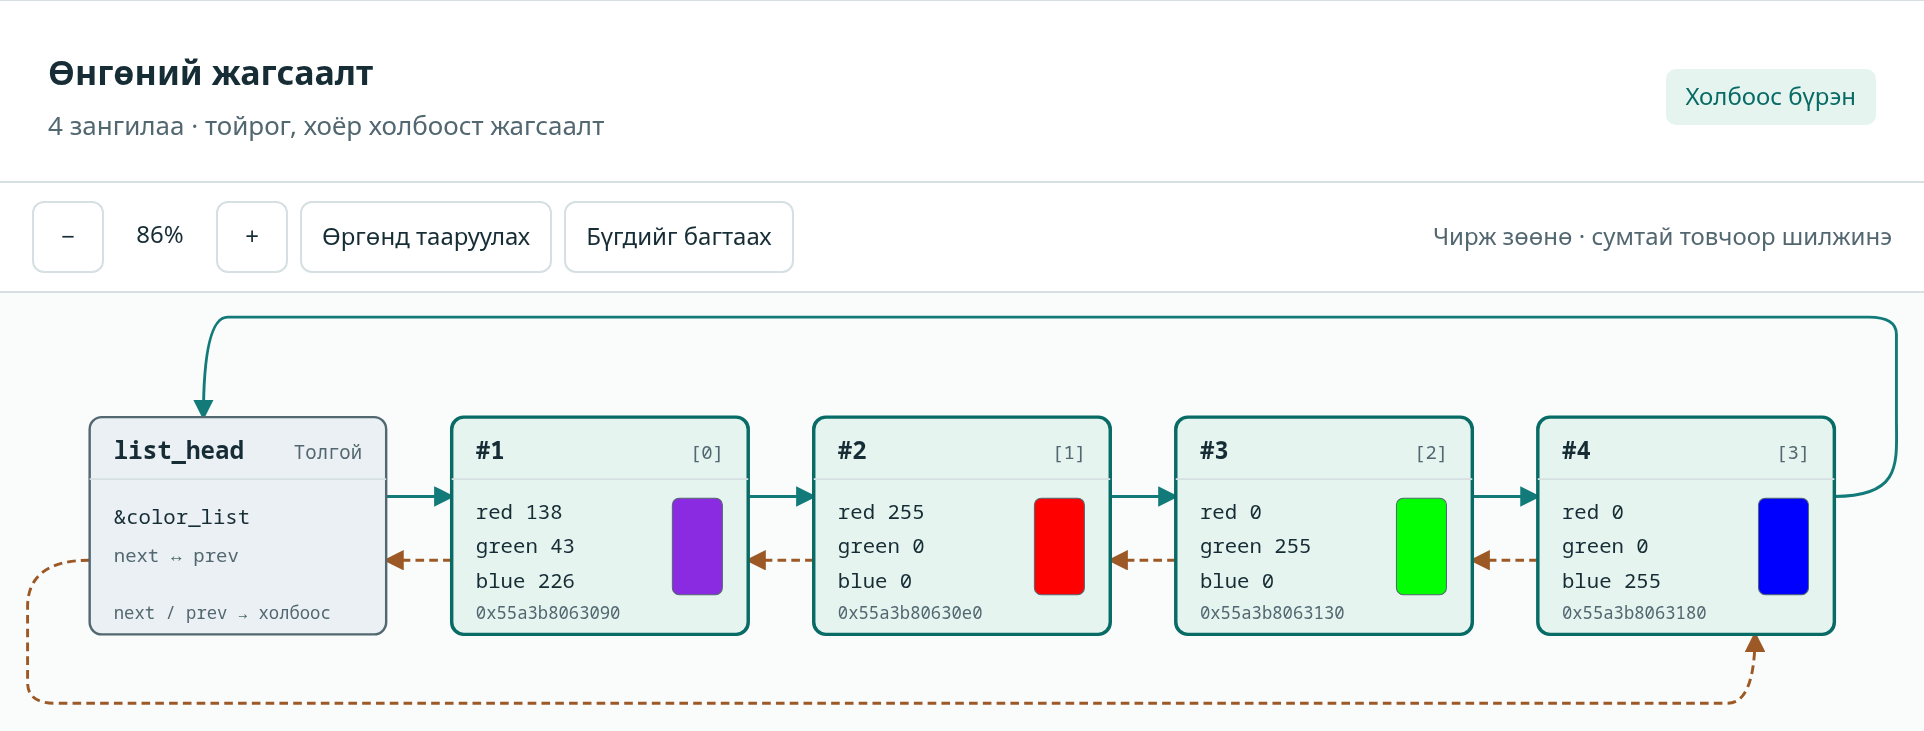 Өнгөний жагсаалт
4 зангилаа · тойрог, хоёр холбоост жагсаалт
Холбоос бүрэн
− 86% + Өргөнд тааруулах Бүгдийг багтаах
Чирж зөөнө · сумтай товчоор шилжинэ
list_head Толгой
&color_list
next ↔ prev
next / prev → холбоос
#1 [0]
red 138
green 43
blue 226
0x55a3b8063090
#2 [1]
red 255
green 0
blue 0
0x55a3b80630e0
#3 [2]
red 0
green 255
blue 0
0x55a3b8063130
#4 [3]
red 0
green 0
blue 255
0x55a3b8063180